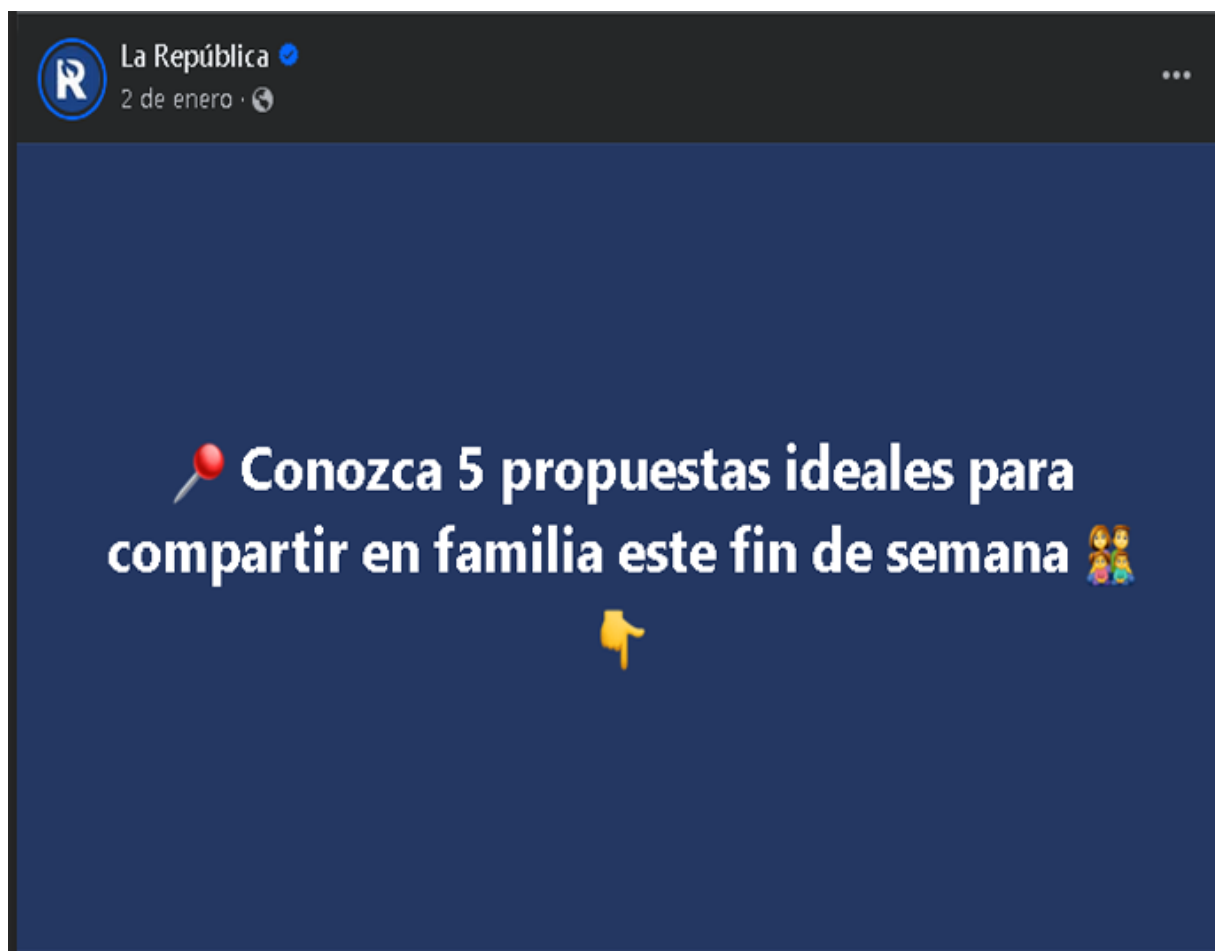 La República
2 de enero ·
📍 Conozca 5 propuestas ideales para
compartir en familia este fin de semana 👨‍👩‍👧‍👦
👇